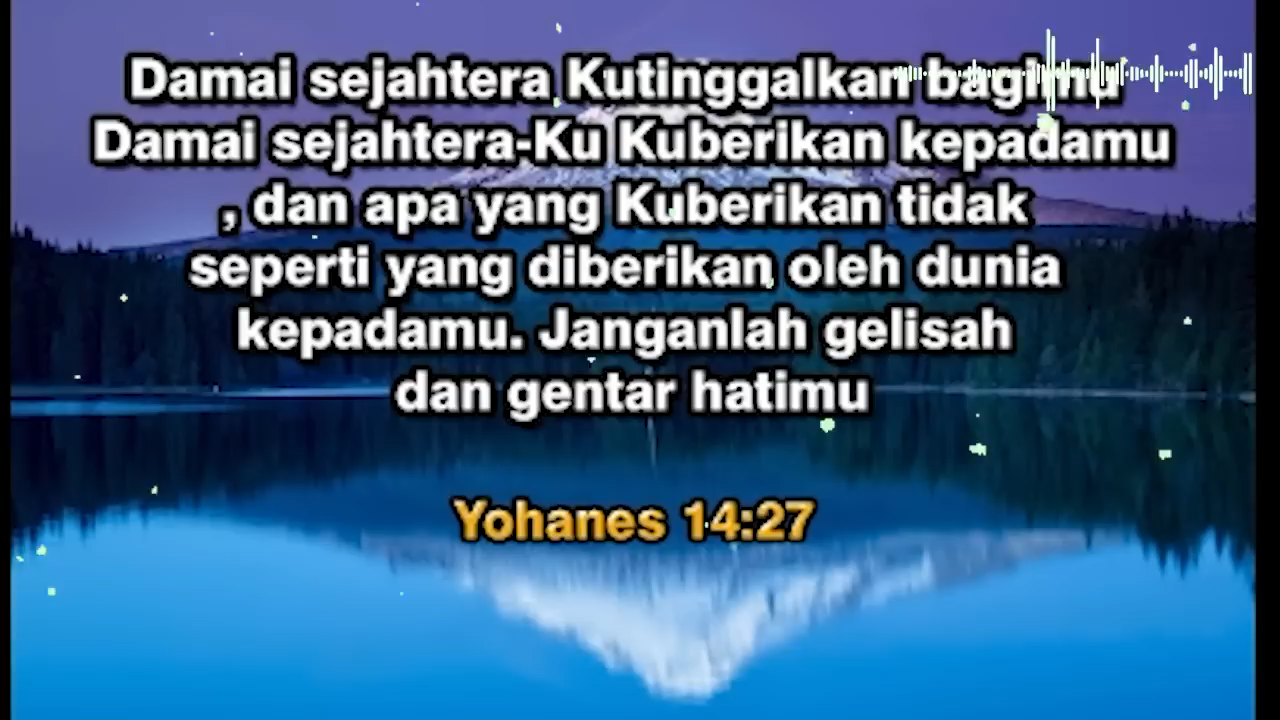 Damai sejahtera Kutinggalkan bagimu
Damai sejahtera-Ku Kuberikan kepadamu
, dan apa yang Kuberikan tidak
seperti yang diberikan oleh dunia
kepadamu. Janganlah gelisah
dan gentar hatimu
Yohanes 14:27